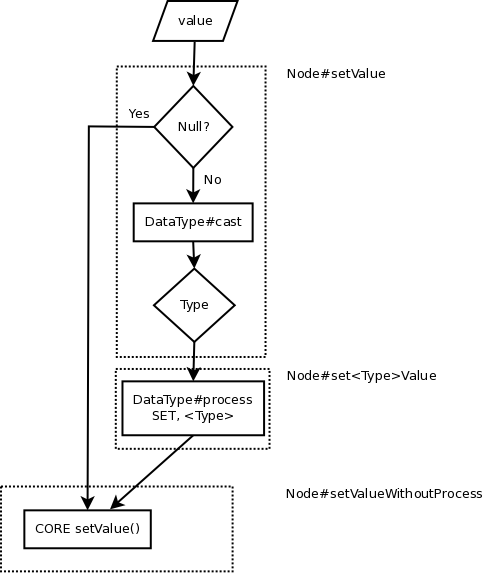 value
Node#setValue
Yes
Null?
No
DataType#cast
Type
Node#set<Type>Value
DataType#process
SET, <Type>
Node#setValueWithoutProcess
CORE setValue()